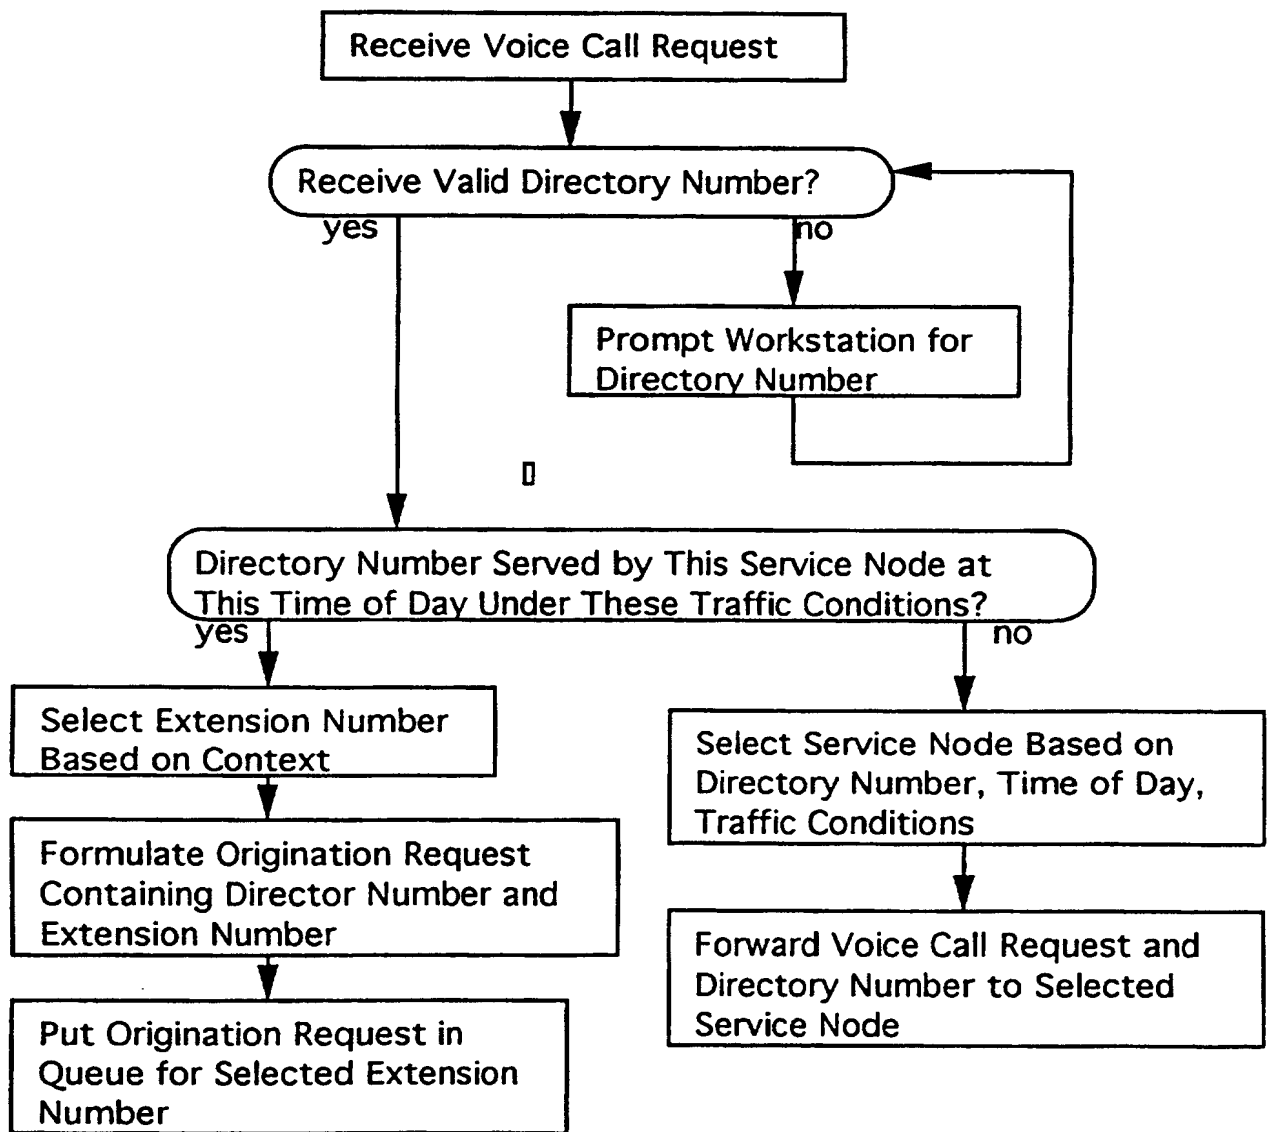 Receive Voice Call Request
Receive Valid Directory Number?
yes
no
Prompt Workstation for
Directory Number
Directory Number Served by This Service Node at
This Time of Day Under These Traffic Conditions?
yes
no
Select Extension Number
Based on Context
Select Service Node Based on
Directory Number, Time of Day,
Traffic Conditions
Formulate Origination Request
Containing Director Number and
Extension Number
Forward Voice Call Request and
Directory Number to Selected
Service Node
Put Origination Request in
Queue for Selected Extension
Number